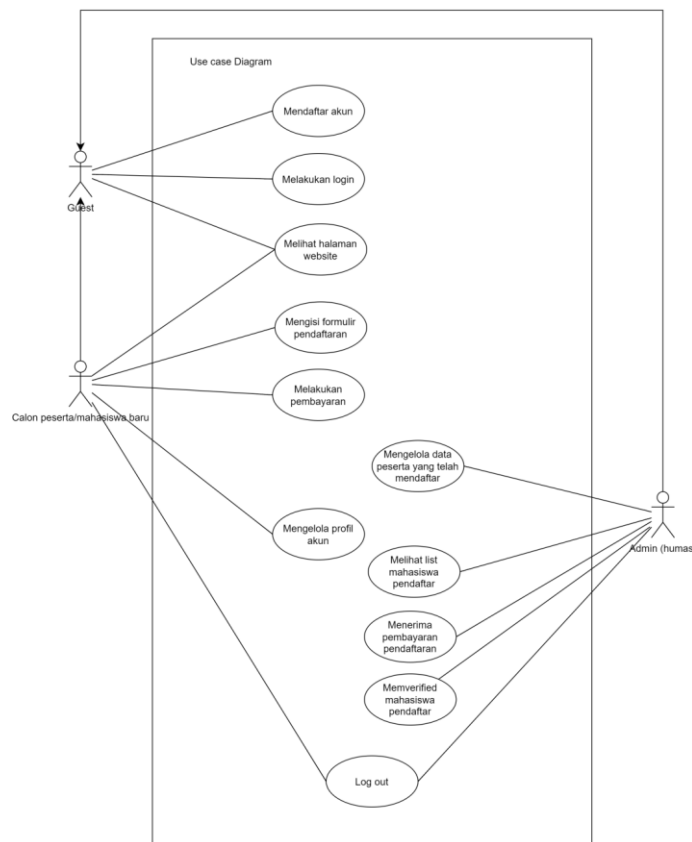 Use case Diagram
Mendaftar akun
Melakukan login
Guest
Melihat halaman
website
Mengisi formulir
pendaftaran
Melakukan
pembayaran
Calon peserta/mahasiswa baru
Mengelola data
peserta yang telah
mendaftar
Mengelola profil
akun
Admin (humas
Melihat list
mahasiswa
pendaftar
Menerima
pembayaran
pendaftaran
Memverified
mahasiswa
pendaftar
Log out